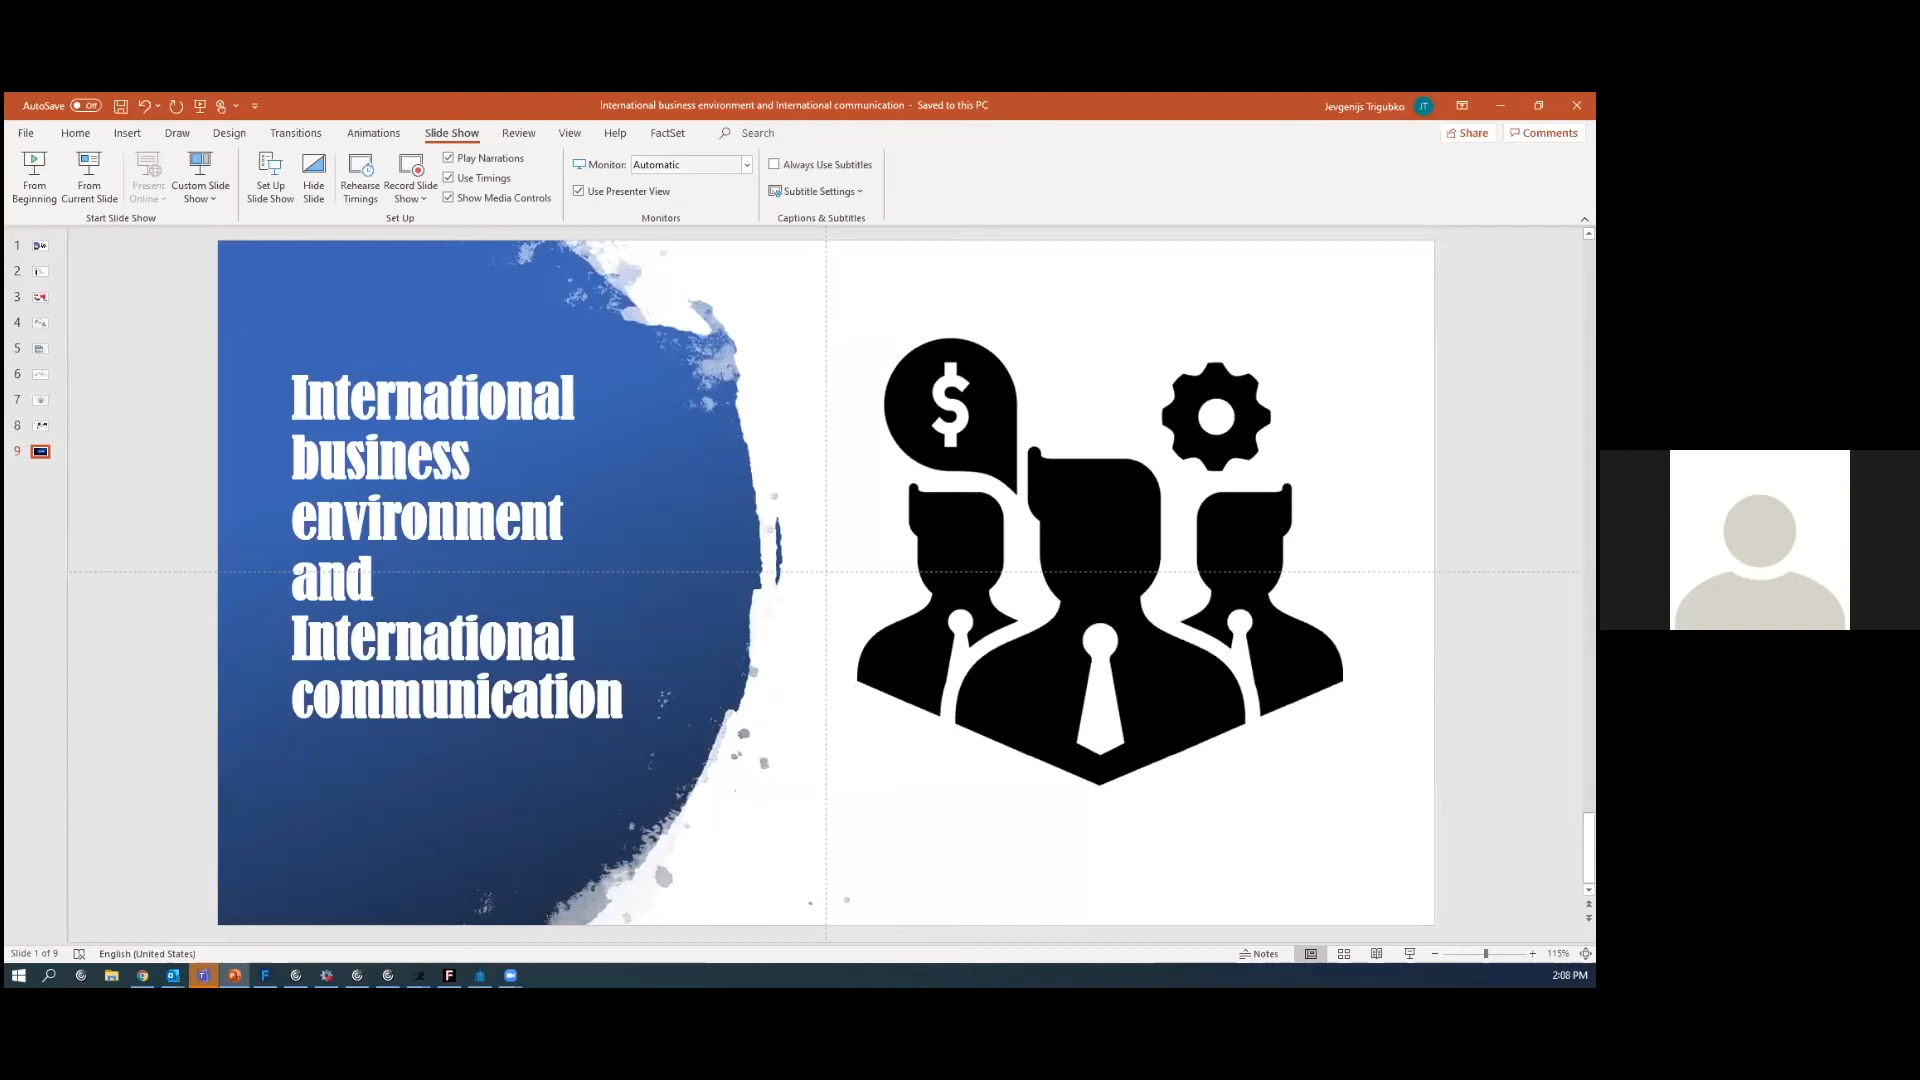 AutoSave Off
International business environment and International communication - Saved to this PC
Jevgenijs Trigubko JT
File Home Insert Draw Design Transitions Animations Slide Show Review View Help FactSet Search
Share Comments
From Beginning
From Current Slide
Present Online
Custom Slide Show
Start Slide Show
Set Up Slide Show
Hide Slide
Rehearse Timings
Record Slide Show
Play Narrations
Use Timings
Show Media Controls
Set Up
Monitor: Automatic
Use Presenter View
Monitors
Always Use Subtitles
Subtitle Settings
Captions & Subtitles
1
2
3
4
5
6
7
8
9
International
business
environment
and
International
communication
$
Slide 1 of 9 English (United States)
Notes
115%
2:08 PM